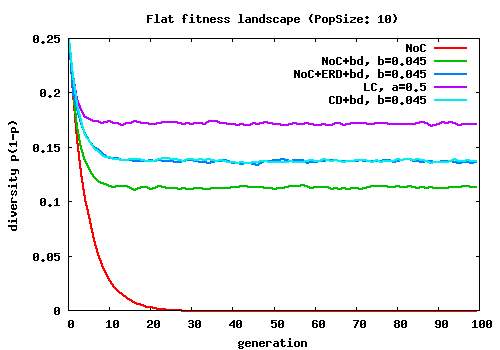 Flat fitness landscape (PopSize: 10)
0.25
0.2
0.15
0.1
0.05
0
diversity p(1-p)
NoC
NoC+bd, b=0.045
NoC+ERD+bd, b=0.045
LC, a=0.5
CD+bd, b=0.045
0 10 20 30 40 50 60 70 80 90 100
generation